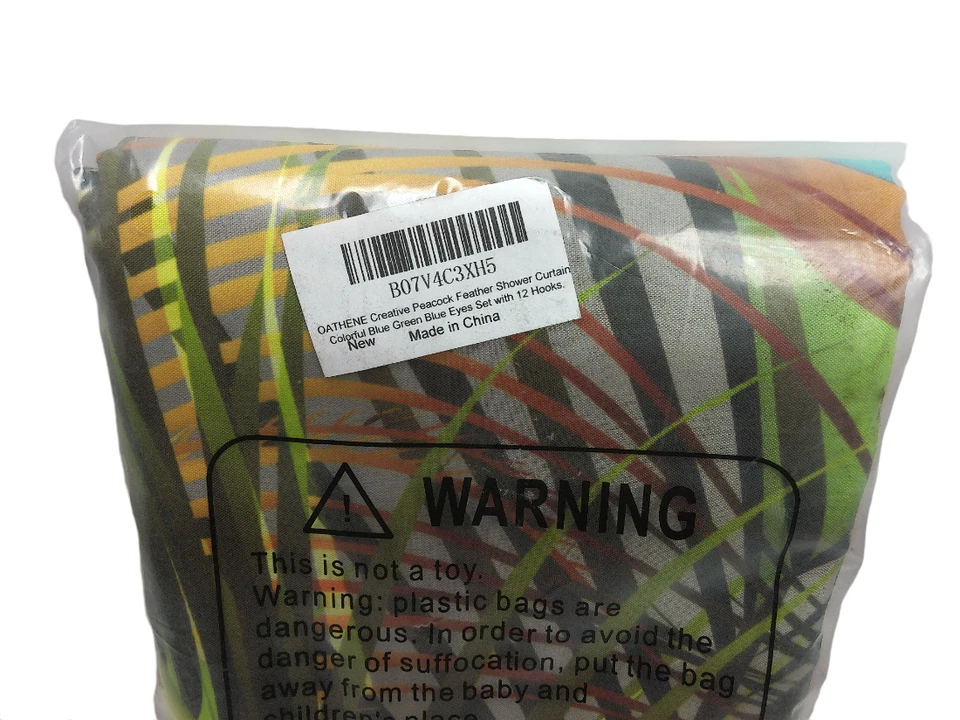 B07V4C3XH5
OATHENE Creative Peacock Feather Shower Curtain
Colorful Blue Green Blue Eyes Set with 12 Hooks.
New Made in China
! WARNING
This is not a toy.
Warning: plastic bags are
dangerous. In order to avoid the
danger of suffocation, put the bag
away from the baby and
children's place